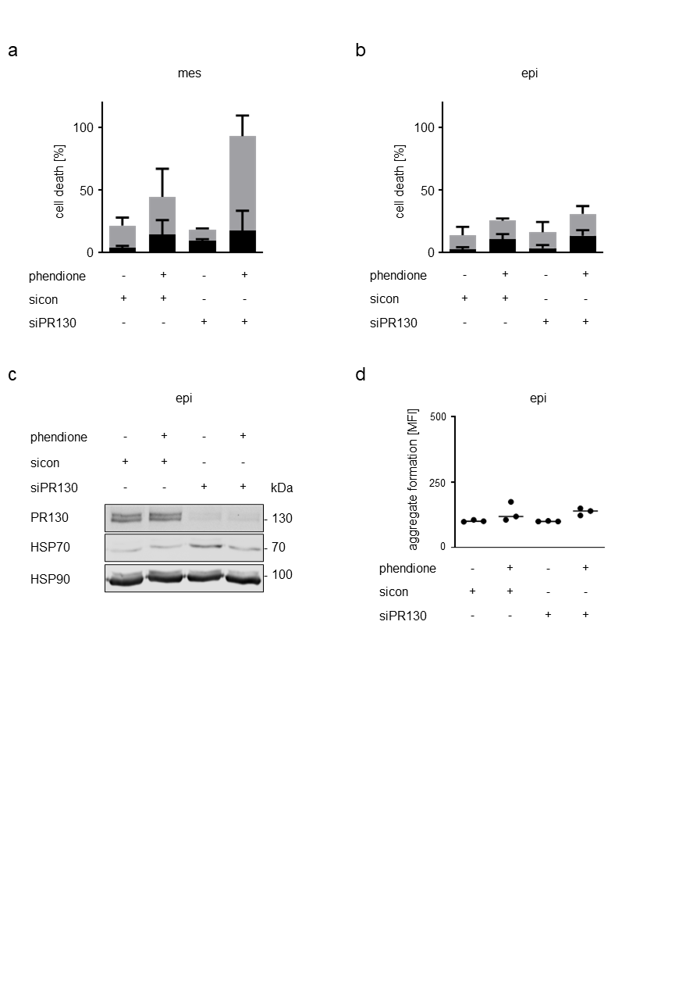 a
mes
cell death [%]
100
50
0
phendione - + - +
sicon + + - -
siPR130 - - + +
b
epi
cell death [%]
100
50
0
phendione - + - +
sicon + + - -
siPR130 - - + +
c
epi
phendione - + - +
sicon + + - -
siPR130 - - + + kDa
PR130 - 130
HSP70 - 70
HSP90 - 100
d
epi
aggregate formation [MFI]
500
250
0
phendione - + - +
sicon + + - -
siPR130 - - + +